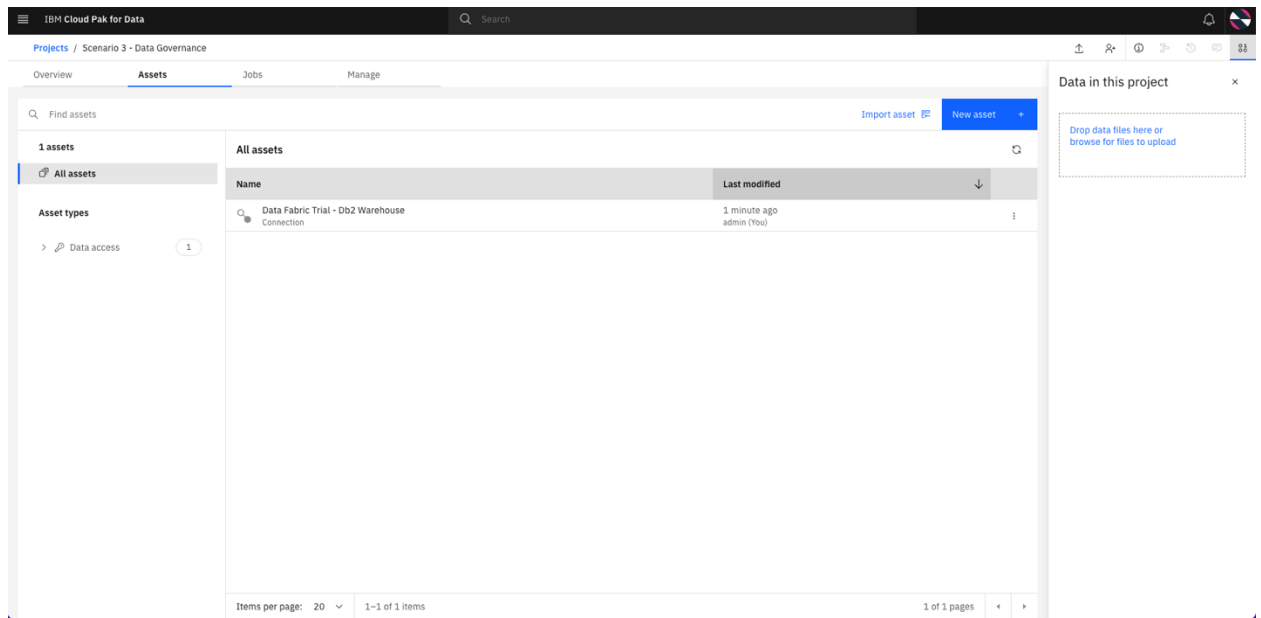 IBM Cloud Pak for Data
Search
Projects / Scenario 3 - Data Governance
Overview
Assets
Jobs
Manage
Data in this project
Find assets
Import asset
New asset +
Drop data files here or
browse for files to upload
1 assets
All assets
All assets
Name
Last modified
Asset types
Data Fabric Trial - Db2 Warehouse
Connection
1 minute ago
admin (You)
Data access
1
Items per page: 20
1–1 of 1 items
1 of 1 pages